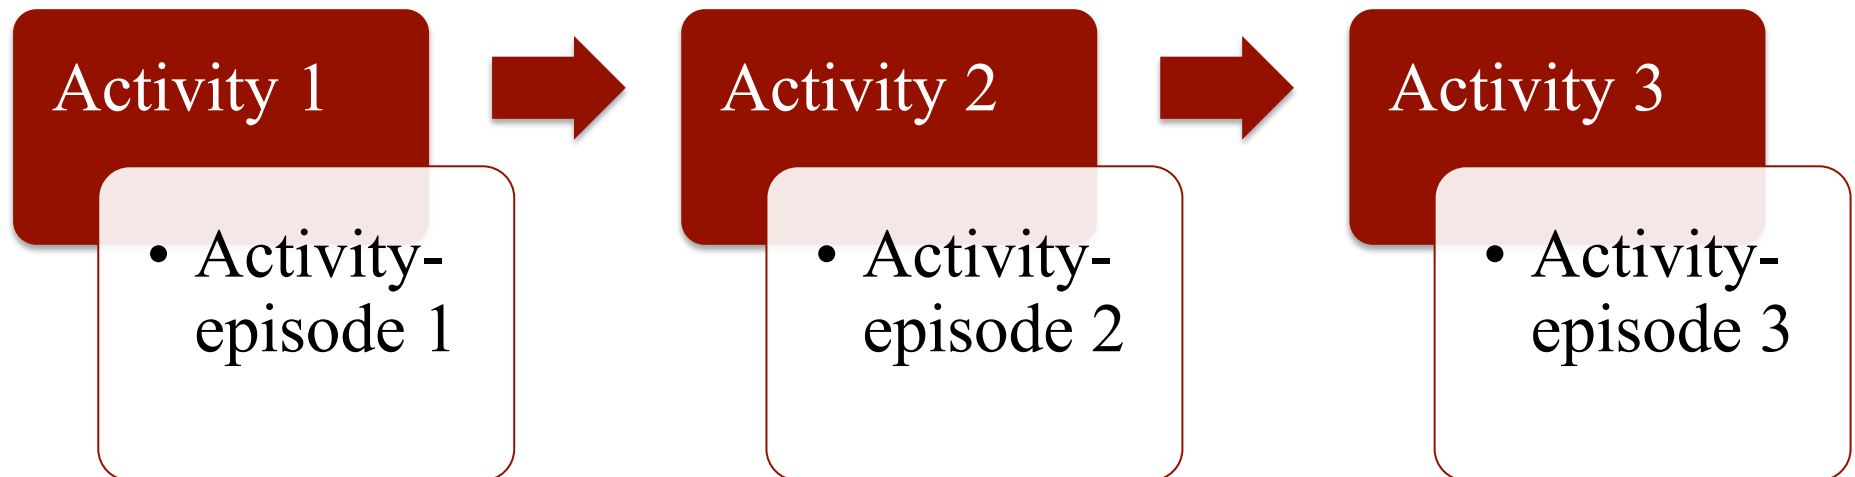 Activity 1
• Activity-
episode 1
Activity 2
• Activity-
episode 2
Activity 3
• Activity-
episode 3